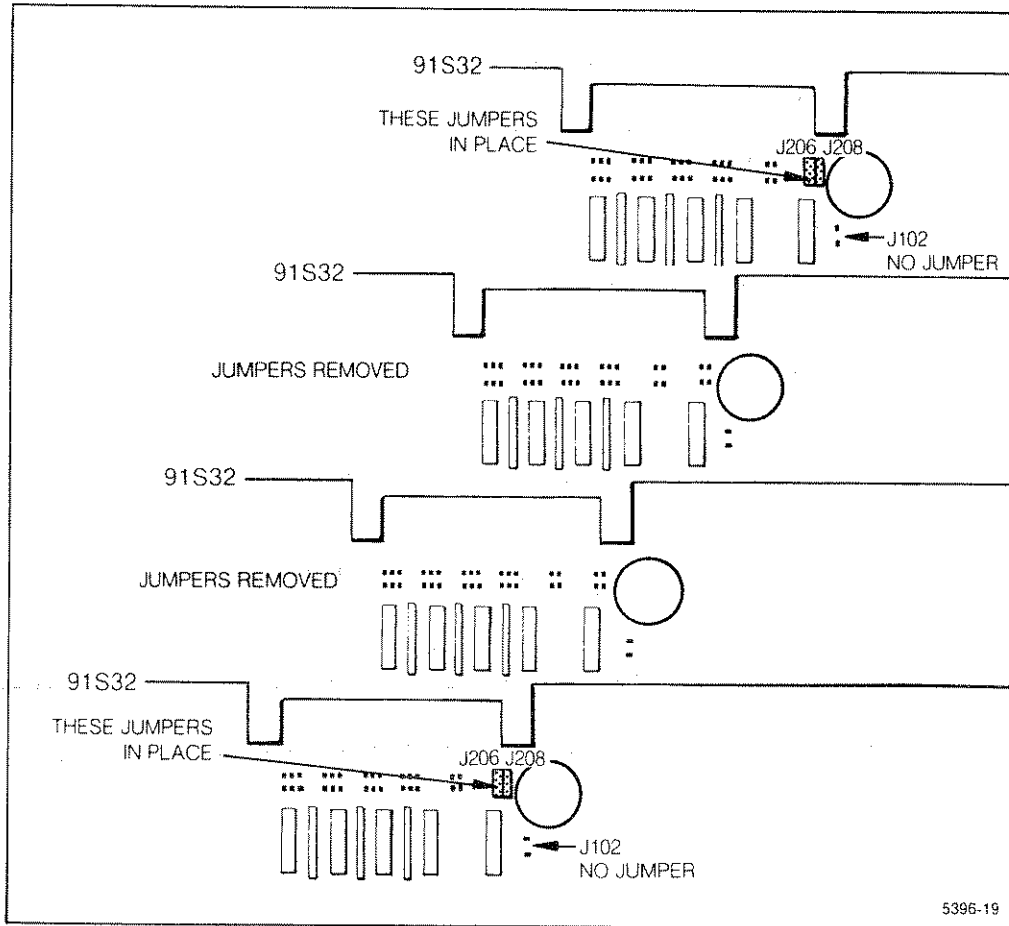 91S32
THESE JUMPERS
IN PLACE
J206 J208
J102
NO JUMPER
91S32
JUMPERS REMOVED
91S32
JUMPERS REMOVED
91S32
THESE JUMPERS
IN PLACE
J206 J208
J102
NO JUMPER
5396-19